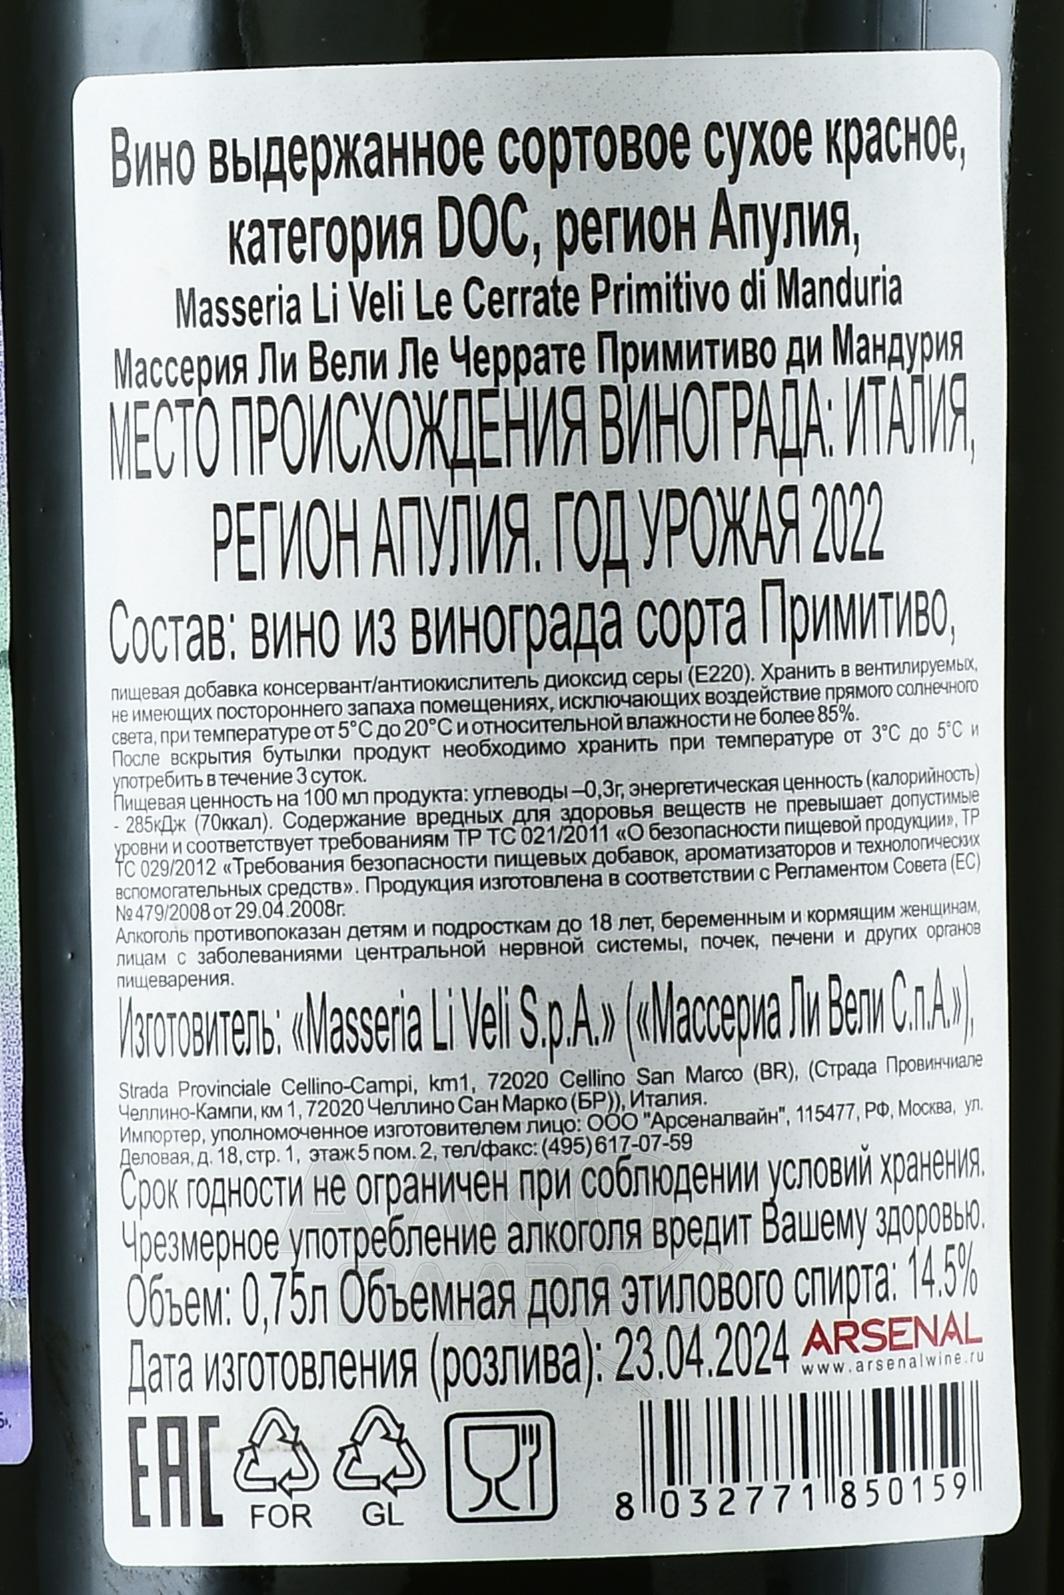 Вино выдержанное сортовое сухое красное,
категория DOC, регион Апулия,
Masseria Li Veli Le Cerrate Primitivo di Manduria
Массерия Ли Вели Ле Черрате Примитиво ди Мандурия
МЕСТО ПРОИСХОЖДЕНИЯ ВИНОГРАДА: ИТАЛИЯ,
РЕГИОН АПУЛИЯ. ГОД УРОЖАЯ 2022
Состав: вино из винограда сорта Примитиво,
пищевая добавка консервант/антиокислитель диоксид серы (Е220). Хранить в вентилируемых,
не имеющих постороннего запаха помещениях, исключающих воздействие прямого солнечного
света, при температуре от 5°С до 20°С и относительной влажности не более 85%.
После вскрытия бутылки продукт необходимо хранить при температуре от 3°С до 5°С и
употребить в течение 3 суток.
Пищевая ценность на 100 мл продукта: углеводы –0,3г, энергетическая ценность (калорийность)
- 285кДж (70ккал). Содержание вредных для здоровья веществ не превышает допустимые
уровни и соответствует требованиям ТР ТС 021/2011 «О безопасности пищевой продукции», ТР
ТС 029/2012 «Требования безопасности пищевых добавок, ароматизаторов и технологических
вспомогательных средств». Продукция изготовлена в соответствии с Регламентом Совета (ЕС)
№479/2008 от 29.04.2008г.
Алкоголь противопоказан детям и подросткам до 18 лет, беременным и кормящим женщинам,
лицам с заболеваниями центральной нервной системы, почек, печени и других органов
пищеварения.
Изготовитель: «Masseria Li Veli S.p.A.» («Массериа Ли Вели С.п.А.»),
Strada Provinciale Cellino-Campi, km1, 72020 Cellino San Marco (BR), (Страда Провинчиале
Челлино-Кампи, км 1, 72020 Челлино Сан Марко (БР)), Италия.
Импортер, уполномоченное изготовителем лицо: ООО "Арсеналвайн", 115477, РФ, Москва, ул.
Деловая, д. 18, стр. 1, этаж 5 пом. 2, тел/факс: (495) 617-07-59
Срок годности не ограничен при соблюдении условий хранения.
Чрезмерное употребление алкоголя вредит Вашему здоровью.
Объем: 0,75л Объемная доля этилового спирта: 14.5%
Дата изготовления (розлива): 23.04.2024
ARSENAL
www.arsenalwine.ru
EAC
FOR
GL
8 032771 850159